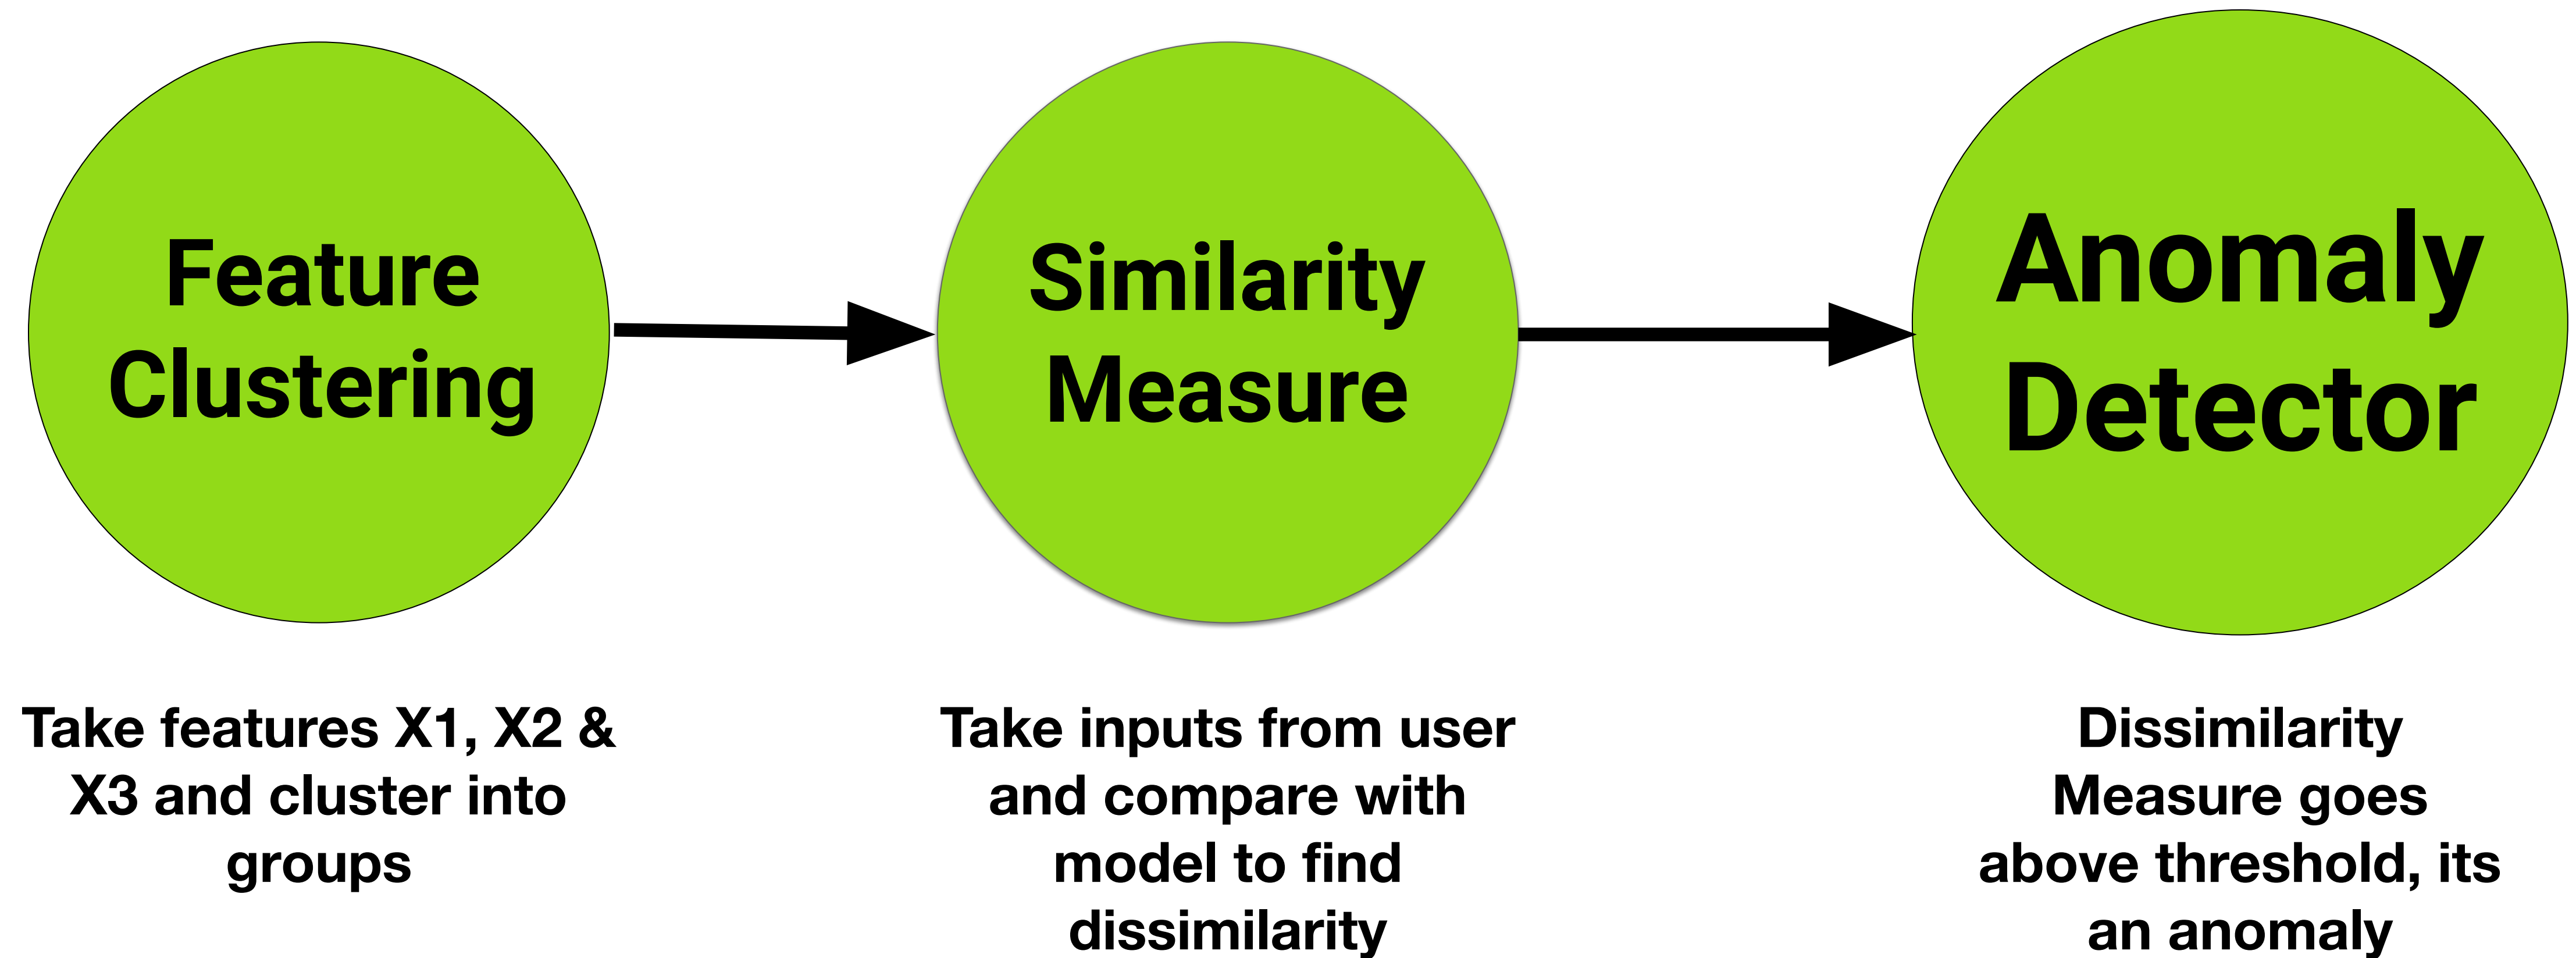 Feature
Clustering
Similarity
Measure
Anomaly
Detector
Take features X1, X2 &
X3 and cluster into
groups
Take inputs from user
and compare with
model to find
dissimilarity
Dissimilarity
Measure goes
above threshold, its
an anomaly